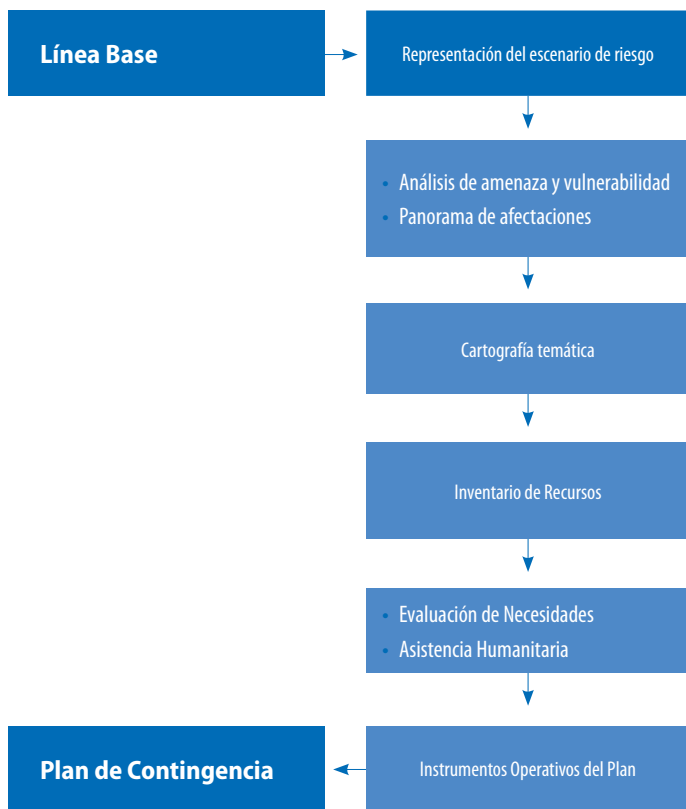 Línea Base
Representación del escenario de riesgo
• Análisis de amenaza y vulnerabilidad
• Panorama de afectaciones
Cartografía temática
Inventario de Recursos
• Evaluación de Necesidades
• Asistencia Humanitaria
Plan de Contingencia
Instrumentos Operativos del Plan